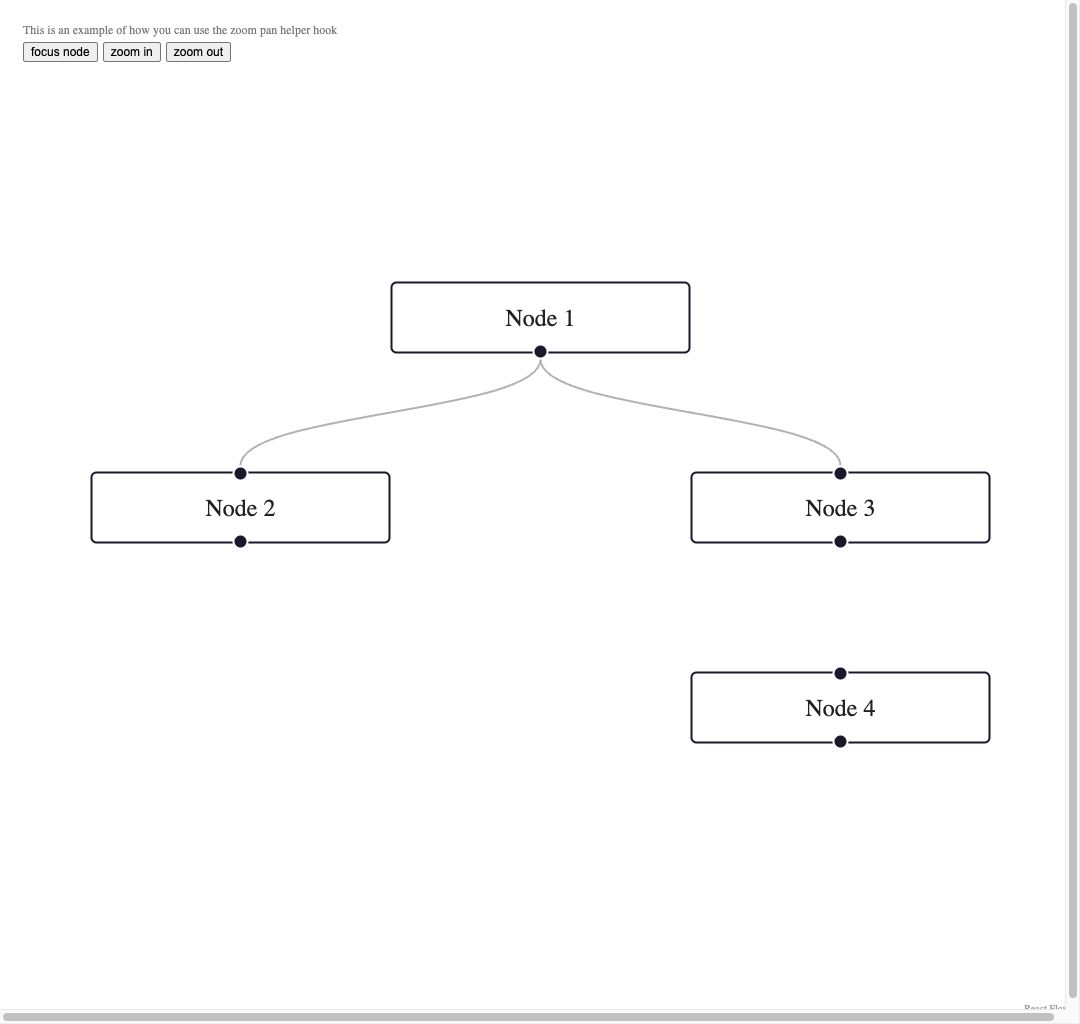 This is an example of how you can use the zoom pan helper hook
focus node zoom in zoom out
Node 1
Node 2 Node 3
Node 4
React